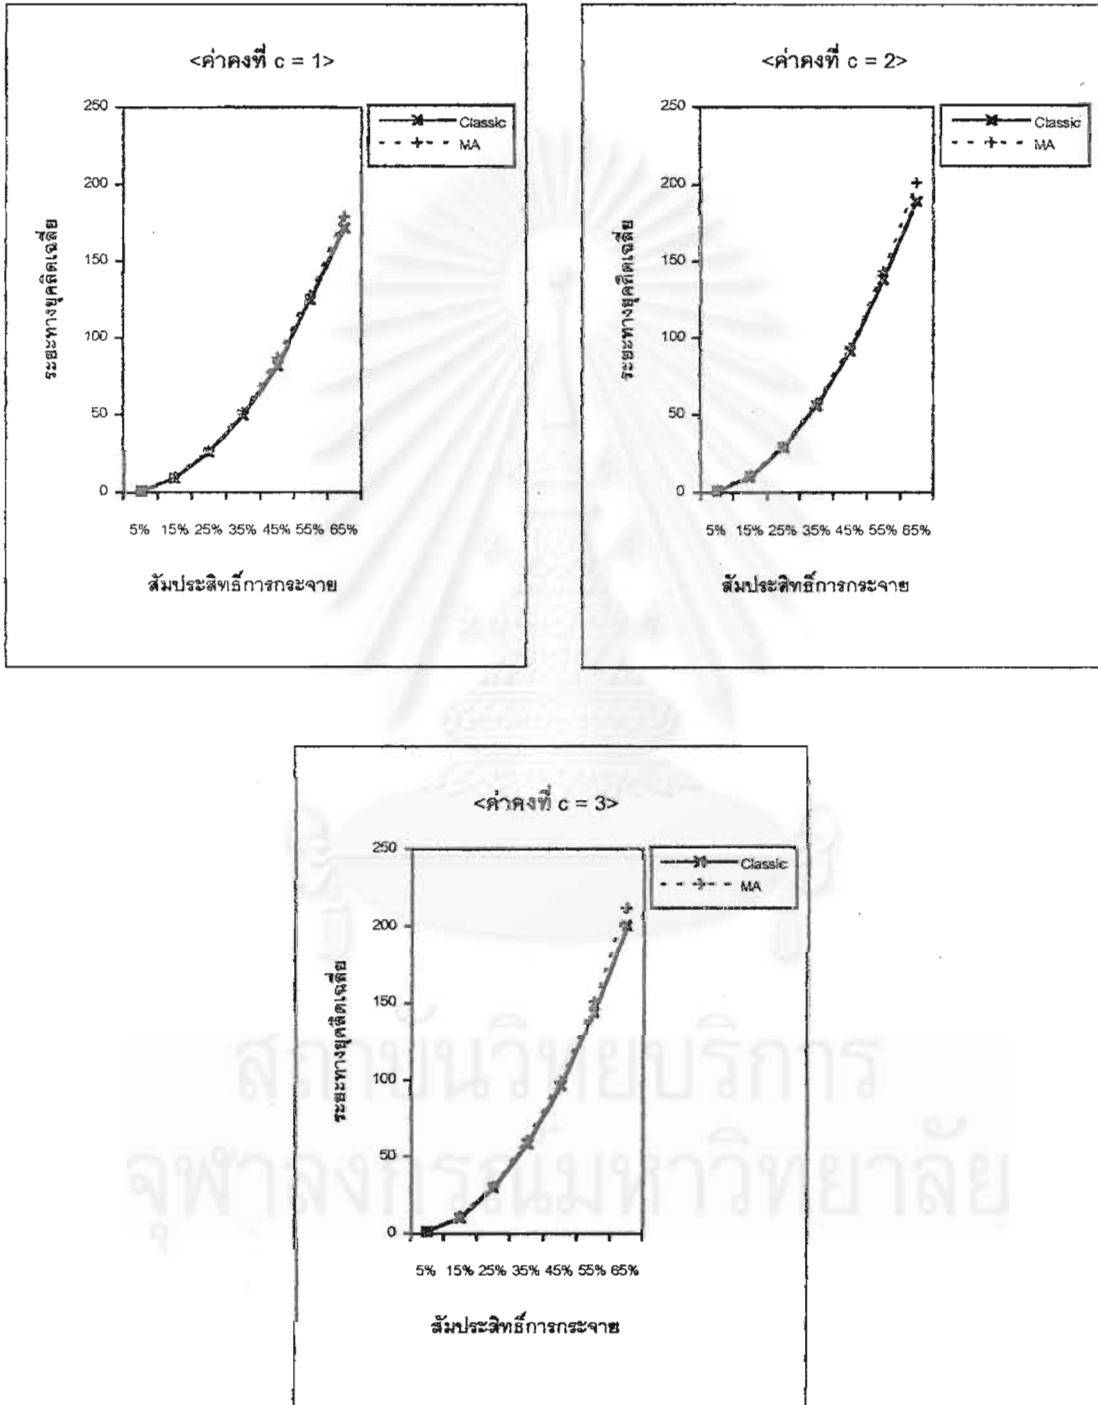 <ค่าคงที่ c = 1>
250
200
150
100
50
0
Classic
MA
ระยะทางยุคลิดเฉลี่ย
5% 15% 25% 35% 45% 55% 65%
สัมประสิทธิ์การกระจาย
<ค่าคงที่ c = 2>
250
200
150
100
50
0
Classic
MA
ระยะทางยุคลิดเฉลี่ย
5% 15% 25% 35% 45% 55% 65%
สัมประสิทธิ์การกระจาย
<ค่าคงที่ c = 3>
250
200
150
100
50
0
Classic
MA
ระยะทางยุคลิดเฉลี่ย
5% 15% 25% 35% 45% 55% 65%
สัมประสิทธิ์การกระจาย
สถาบันวิทยบริการ
จุฬาลงกรณ์มหาวิทยาลัย